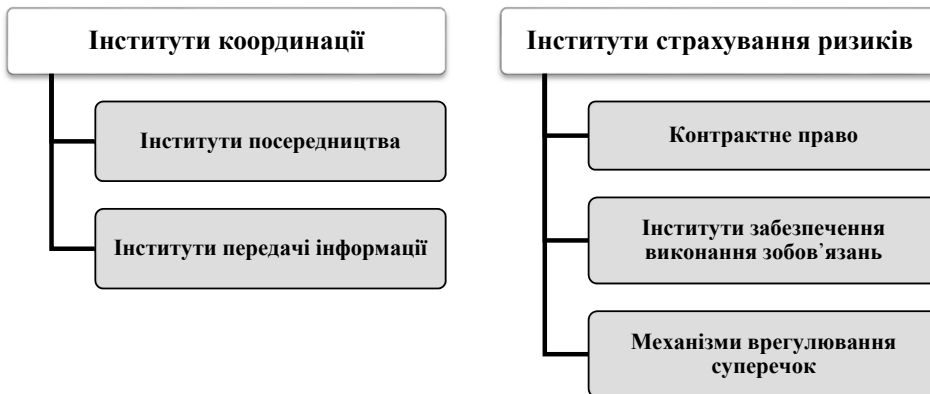 Інститути координації
Інститути посередництва
Інститути передачі інформації
Інститути страхування ризиків
Контрактне право
Інститути забезпечення
виконання зобов’язань
Механізми врегулювання
суперечок